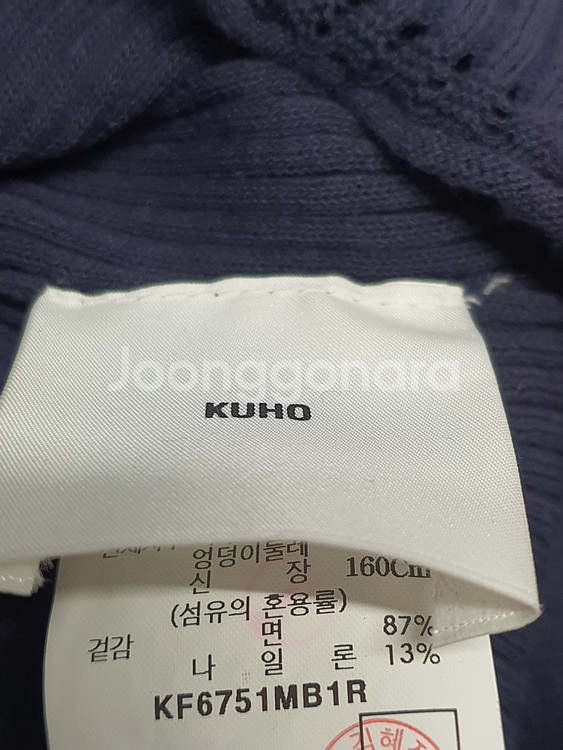 Joonggonara
KUHO
엉덩이둘레
신 장 160Cm
(섬유의 혼용률)
겉감 면 87%
나 일 론 13%
KF6751MB1R